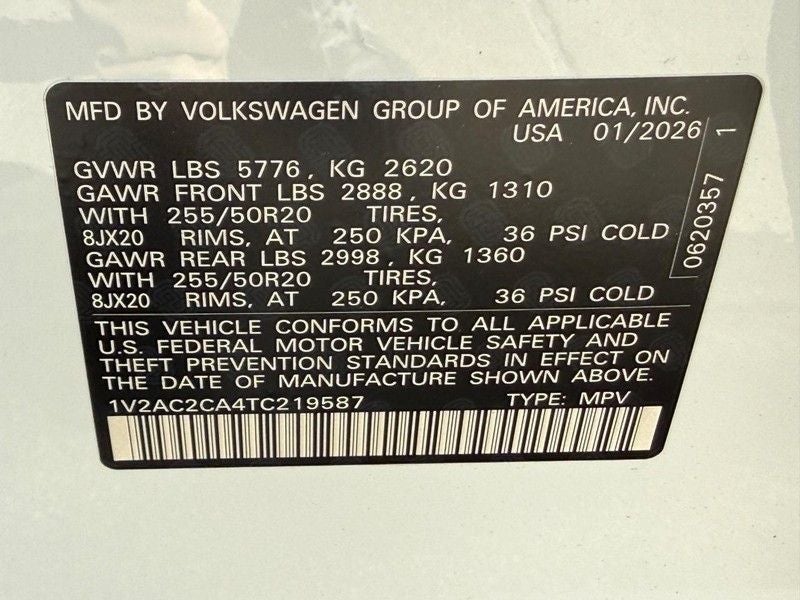 MFD BY VOLKSWAGEN GROUP OF AMERICA, INC.
USA 01/2026
GVWR LBS 5776, KG 2620
GAWR FRONT LBS 2888, KG 1310
WITH 255/50R20 TIRES,
8JX20 RIMS, AT 250 KPA, 36 PSI COLD
GAWR REAR LBS 2998, KG 1360
WITH 255/50R20 TIRES,
8JX20 RIMS, AT 250 KPA, 36 PSI COLD
0620357 1
THIS VEHICLE CONFORMS TO ALL APPLICABLE
U.S. FEDERAL MOTOR VEHICLE SAFETY AND
THEFT PREVENTION STANDARDS IN EFFECT ON
THE DATE OF MANUFACTURE SHOWN ABOVE.
1V2AC2CA4TC219587 TYPE: MPV